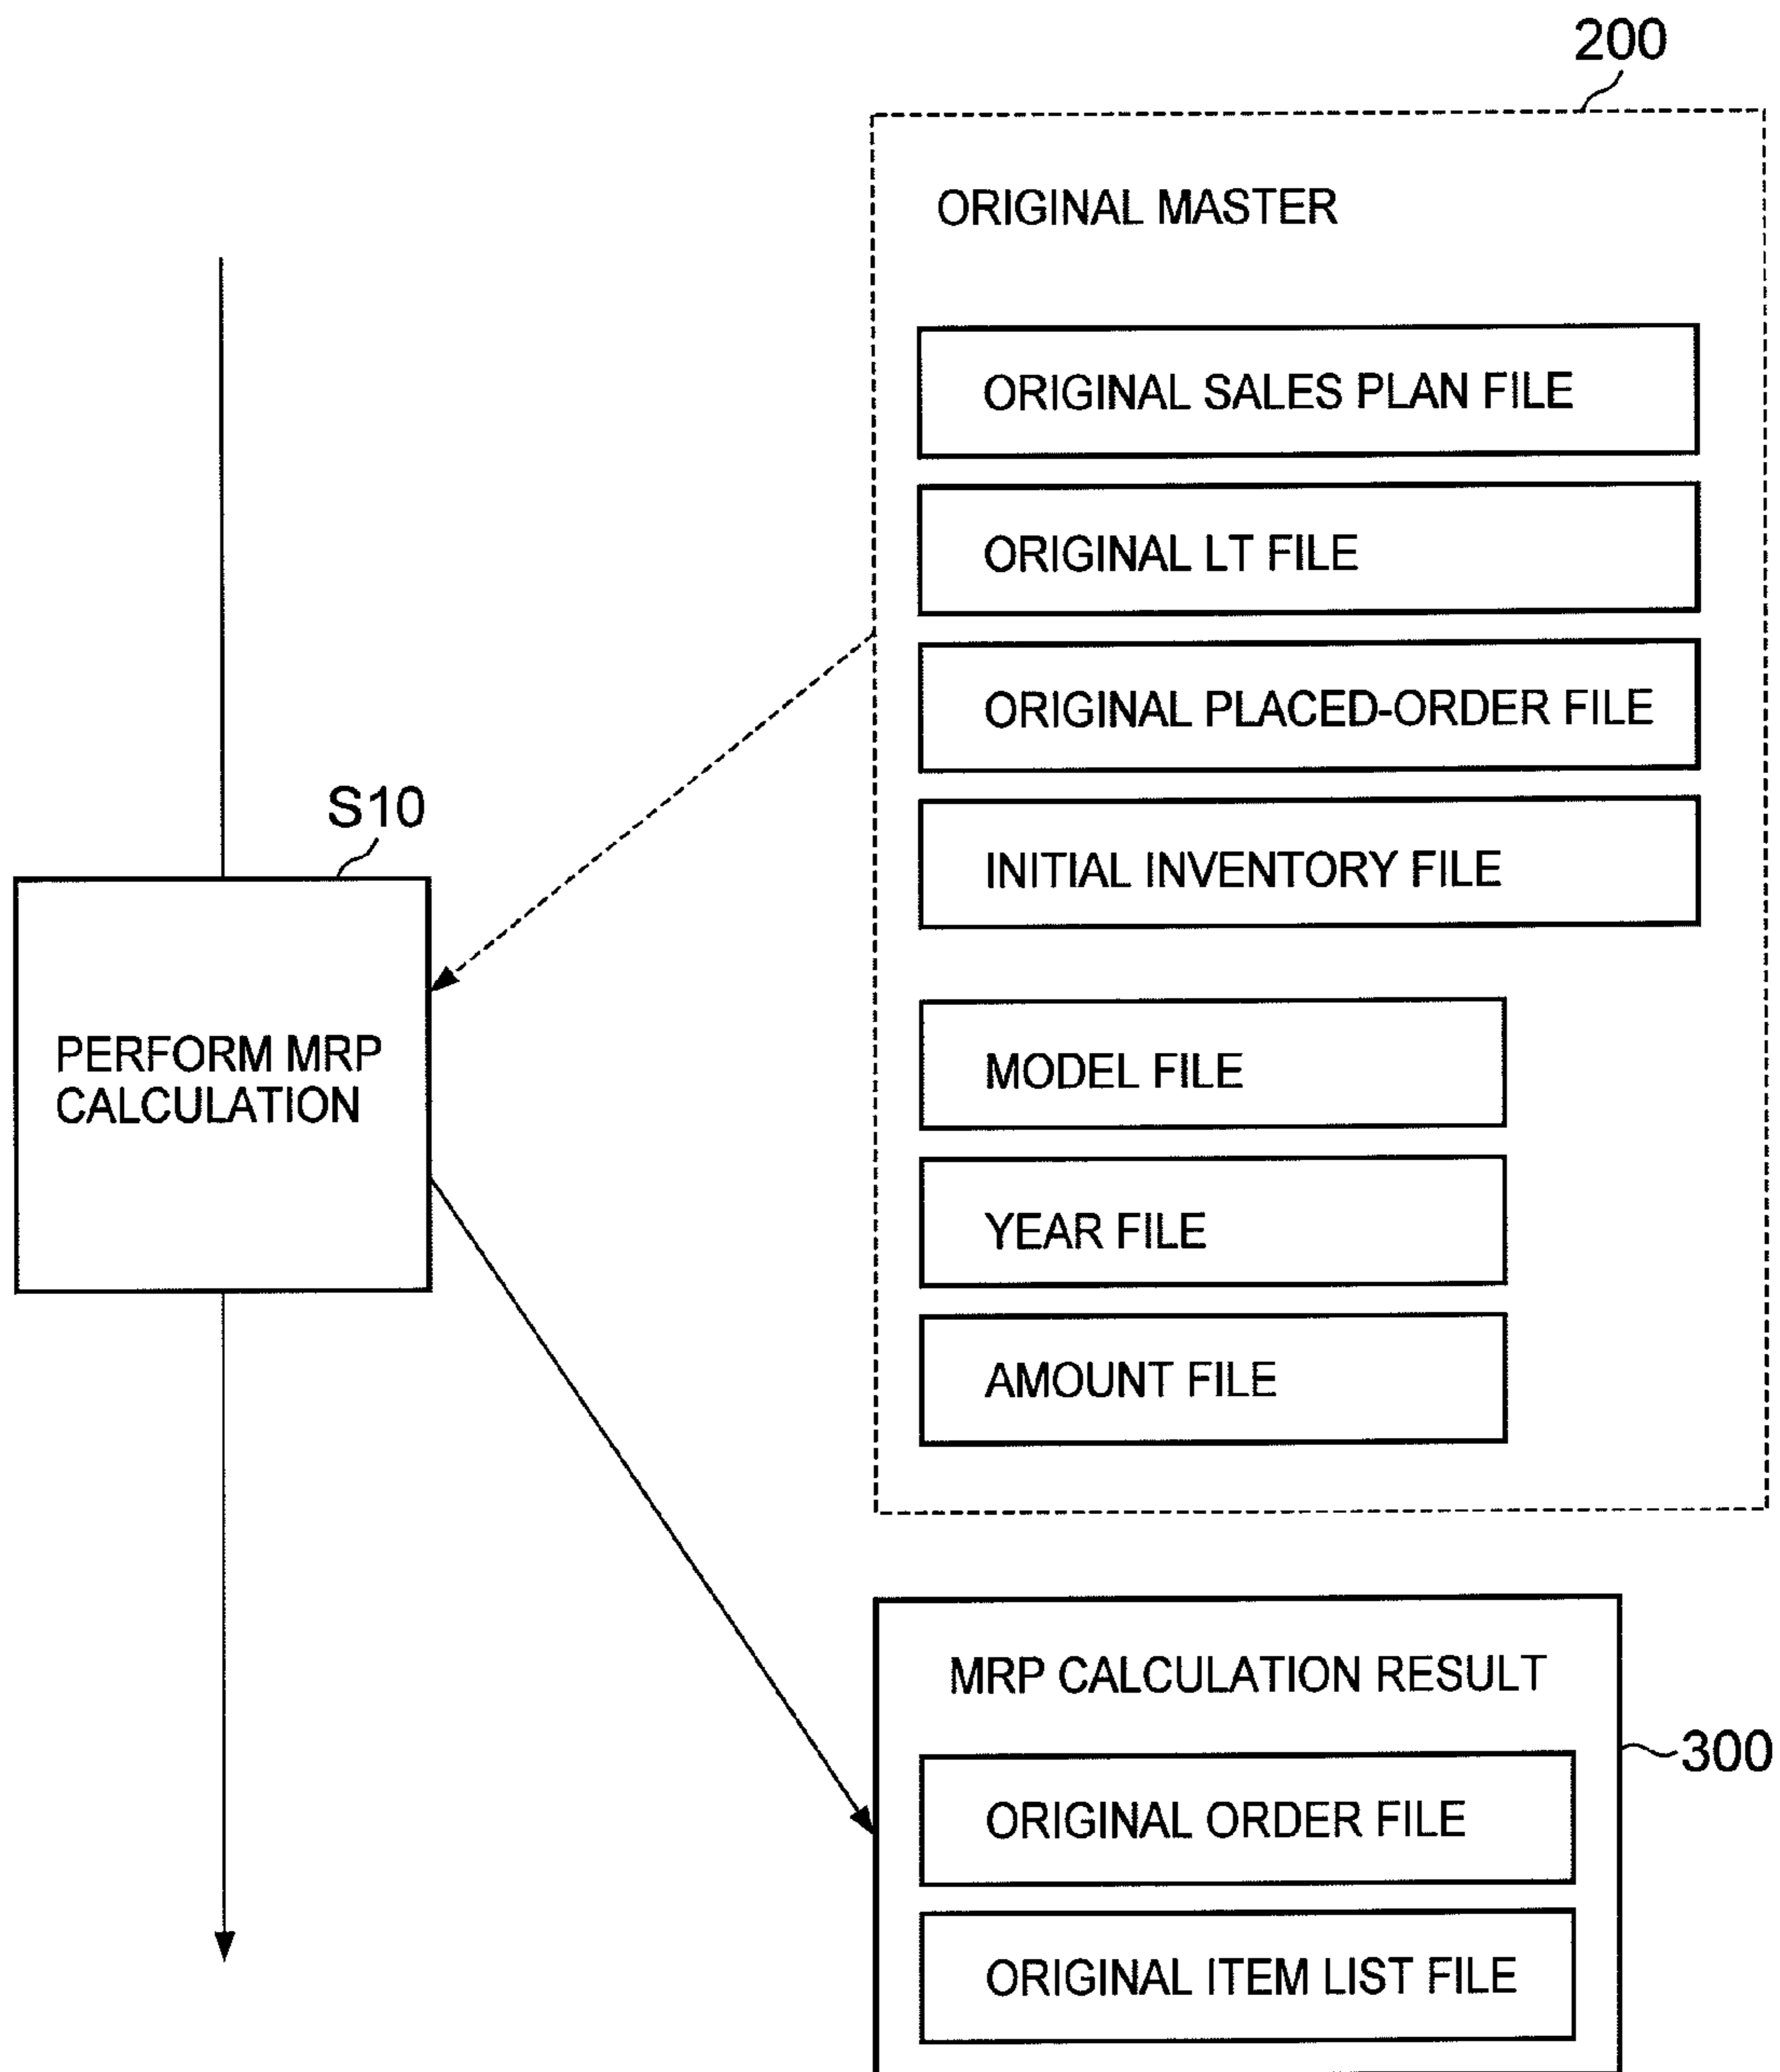 200
ORIGINAL MASTER
ORIGINAL SALES PLAN FILE
ORIGINAL LT FILE
ORIGINAL PLACED-ORDER FILE
INITIAL INVENTORY FILE
MODEL FILE
YEAR FILE
AMOUNT FILE
S10
PERFORM MRP
CALCULATION
MRP CALCULATION RESULT
300
ORIGINAL ORDER FILE
ORIGINAL ITEM LIST FILE